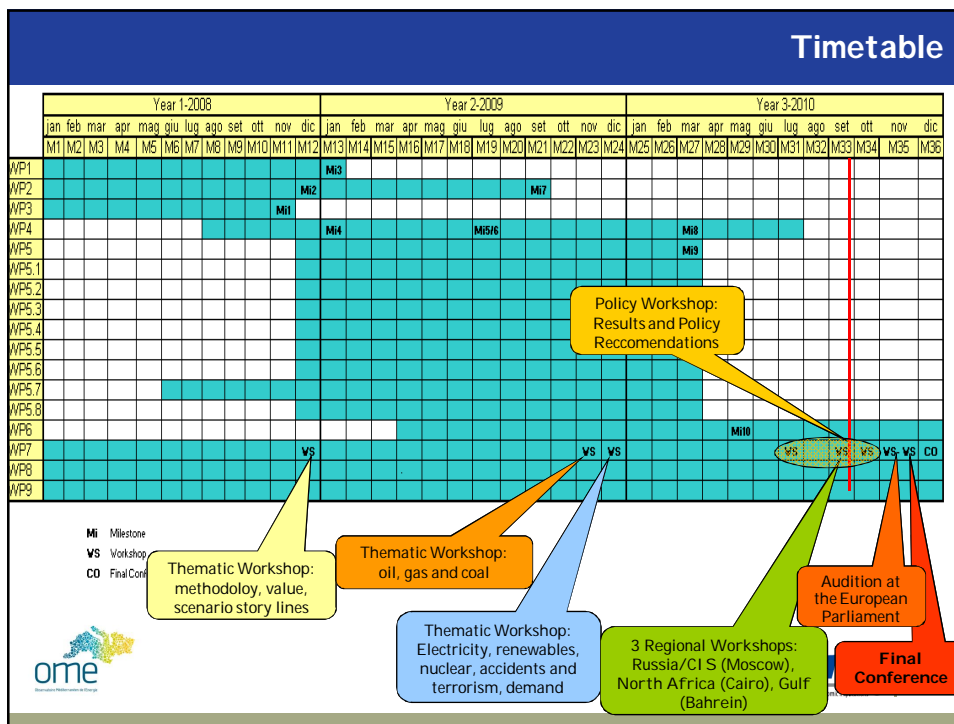 Timetable
Year 1-2008 Year 2-2009 Year 3-2010
jan feb mar apr mag giu lug ago set ott nov dic jan feb mar apr mag giu lug ago set ott nov dic jan feb mar apr mag giu lug ago set ott nov dic
M1 M2 M3 M4 M5 M6 M7 M8 M9 M10 M11 M12 M13 M14 M15 M16 M17 M18 M19 M20 M21 M22 M23 M24 M25 M26 M27 M28 M29 M30 M31 M32 M33 M34 M35 M36
WP1 Mi3
WP2 Mi2 Mi7
WP3 Mi1
WP4 Mi4 Mi5/6 Mi8
WP5 Mi9
WP5.1
WP5.2
WP5.3
WP5.4
WP5.5
WP5.6
WP5.7
WP5.8
WP6 Mi10
WP7 WS WS WS WS WS WS WS WS CO
WP8
WP9
Policy Workshop:
Results and Policy
Reccomendations
Mi Milestone
WS Workshop
CO Final Conf
Thematic Workshop:
methodoloy, value,
scenario story lines
Thematic Workshop:
oil, gas and coal
Thematic Workshop:
Electricity, renewables,
nuclear, accidents and
terrorism, demand
3 Regional Workshops:
Russia/CIS (Moscow),
North Africa (Cairo), Gulf
(Bahrein)
Audition at
the European
Parliament
Final
Conference
ome
Observatoire Méditerranéen de l'Energie